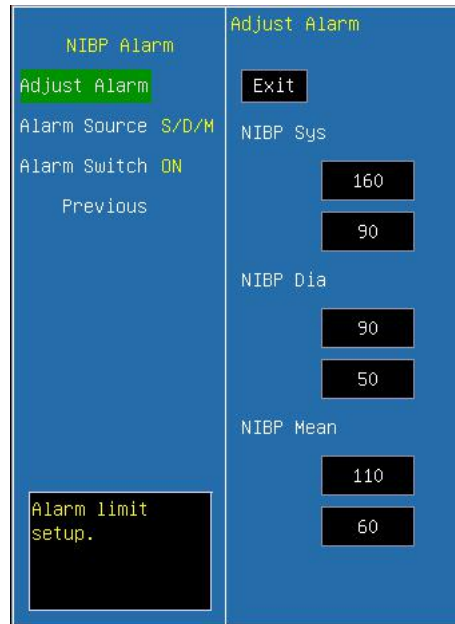 NIBP Alarm
Adjust Alarm
Alarm Source S/D/M
Alarm Switch ON
Previous
Alarm limit
setup.
Adjust Alarm
Exit
NIBP Sys
160
90
NIBP Dia
90
50
NIBP Mean
110
60